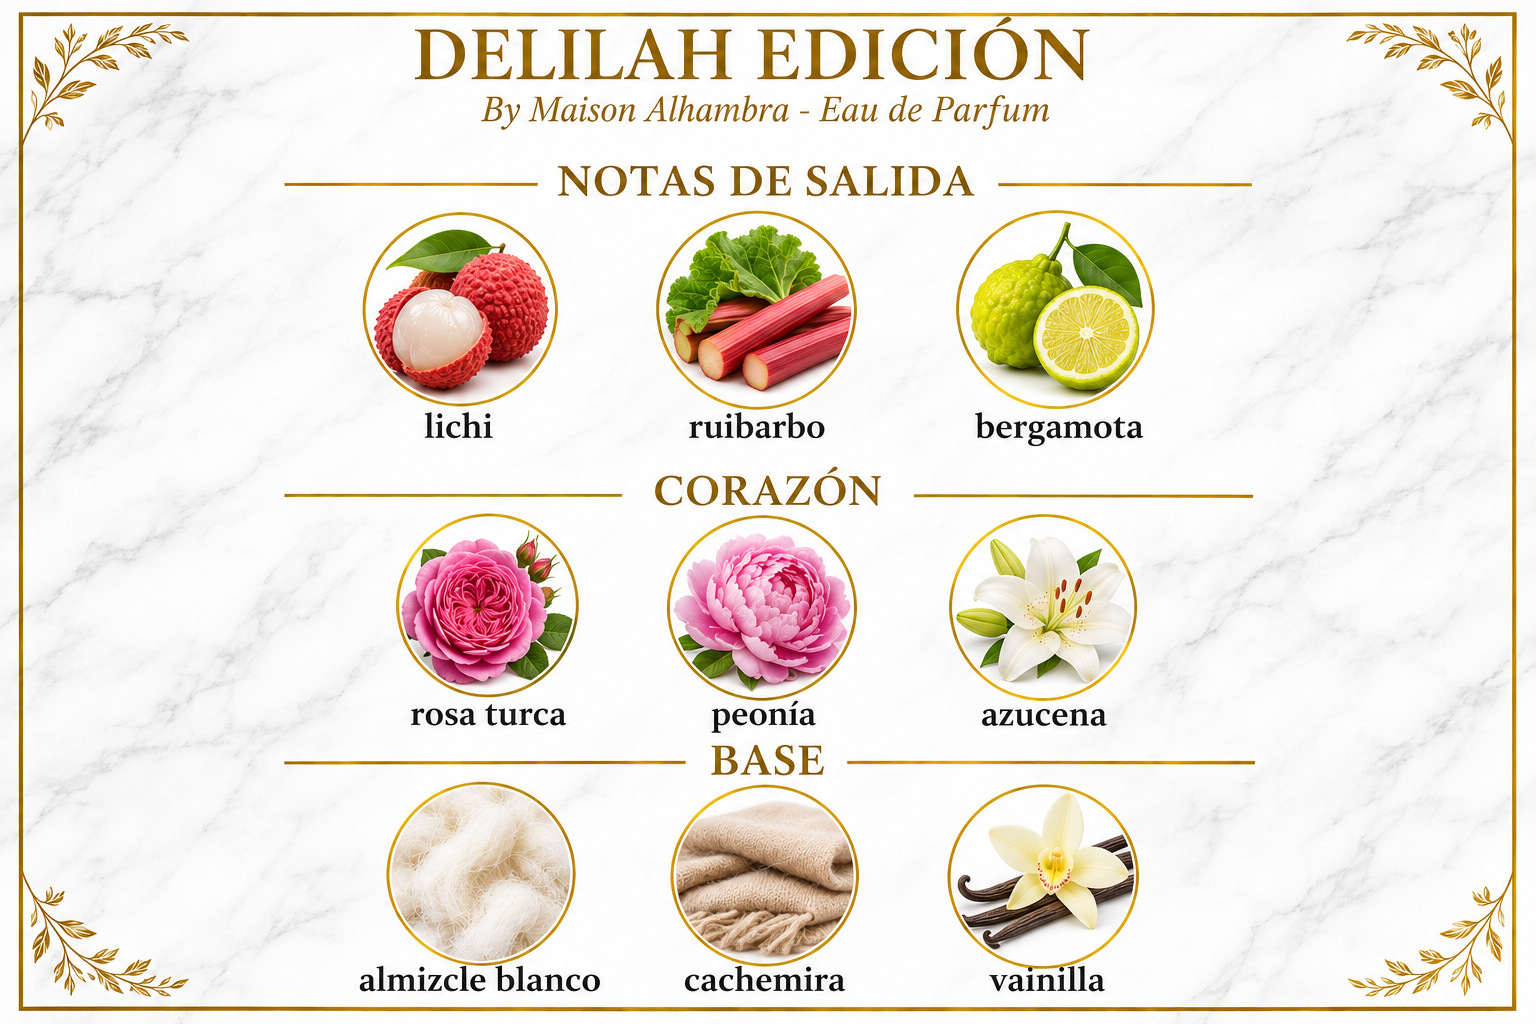 DELILAH EDICIÓN
By Maison Alhambra - Eau de Parfum
NOTAS DE SALIDA
lichi ruibarbo bergamota
CORAZÓN
rosa turca peonía azucena
BASE
almizcle blanco cachemira vainilla